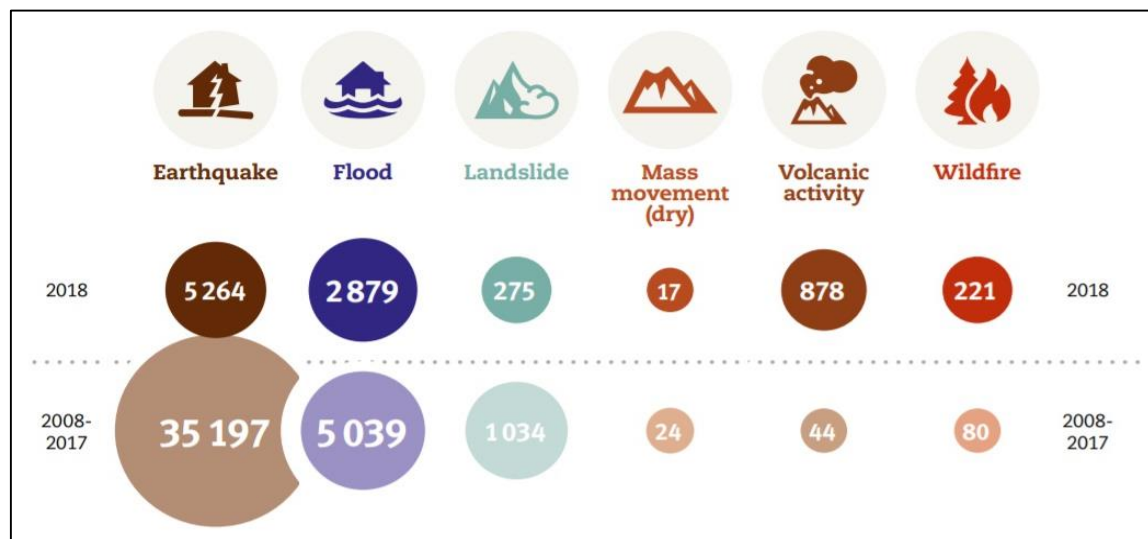 Earthquake
Flood
Landslide
Mass
movement
(dry)
Volcanic
activity
Wildfire
2018
5 264
2 879
275
17
878
221
2018
2008-
2017
35 197
5 039
1 034
24
44
80
2008-
2017